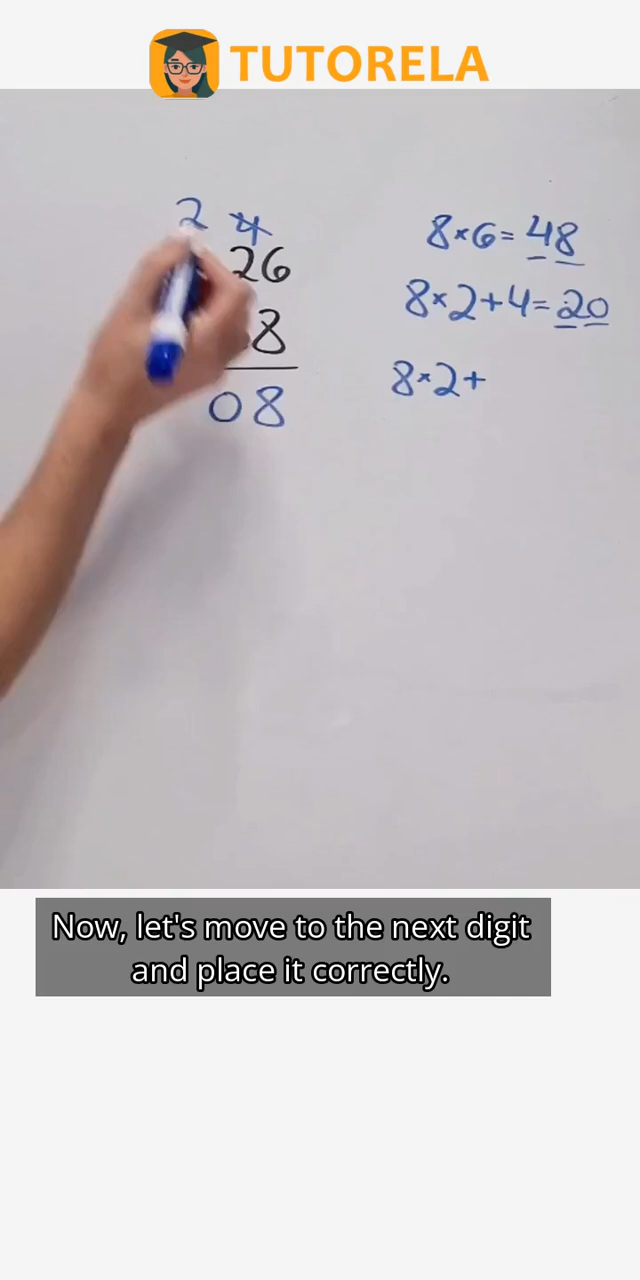 TUTORELA
2 4
26
8
08
8×6=48
8×2+4=20
8×2+
Now, let's move to the next digit
and place it correctly.